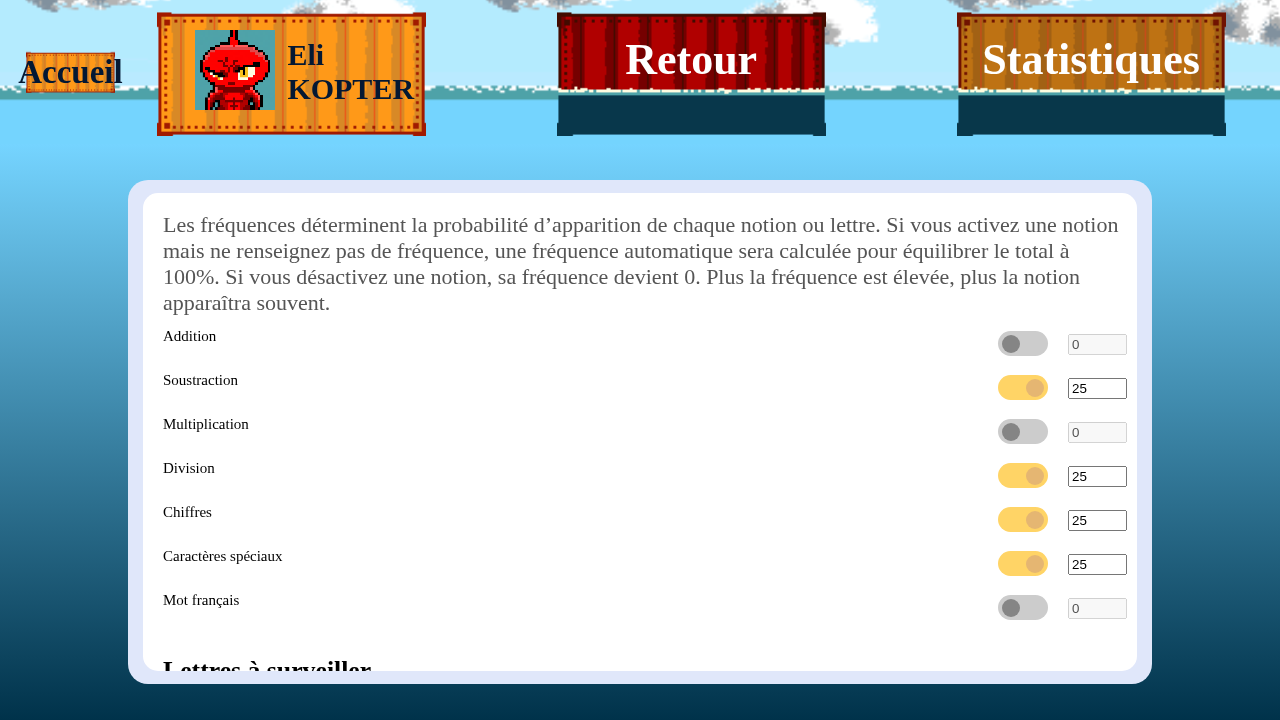 Accueil
Eli
KOPTER
Retour
Statistiques
Les fréquences déterminent la probabilité d’apparition de chaque notion ou lettre. Si vous activez une notion
mais ne renseignez pas de fréquence, une fréquence automatique sera calculée pour équilibrer le total à
100%. Si vous désactivez une notion, sa fréquence devient 0. Plus la fréquence est élevée, plus la notion
apparaîtra souvent.
Addition 0
Soustraction 25
Multiplication 0
Division 25
Chiffres 25
Caractères spéciaux 25
Mot français 0
Lettres à surveiller